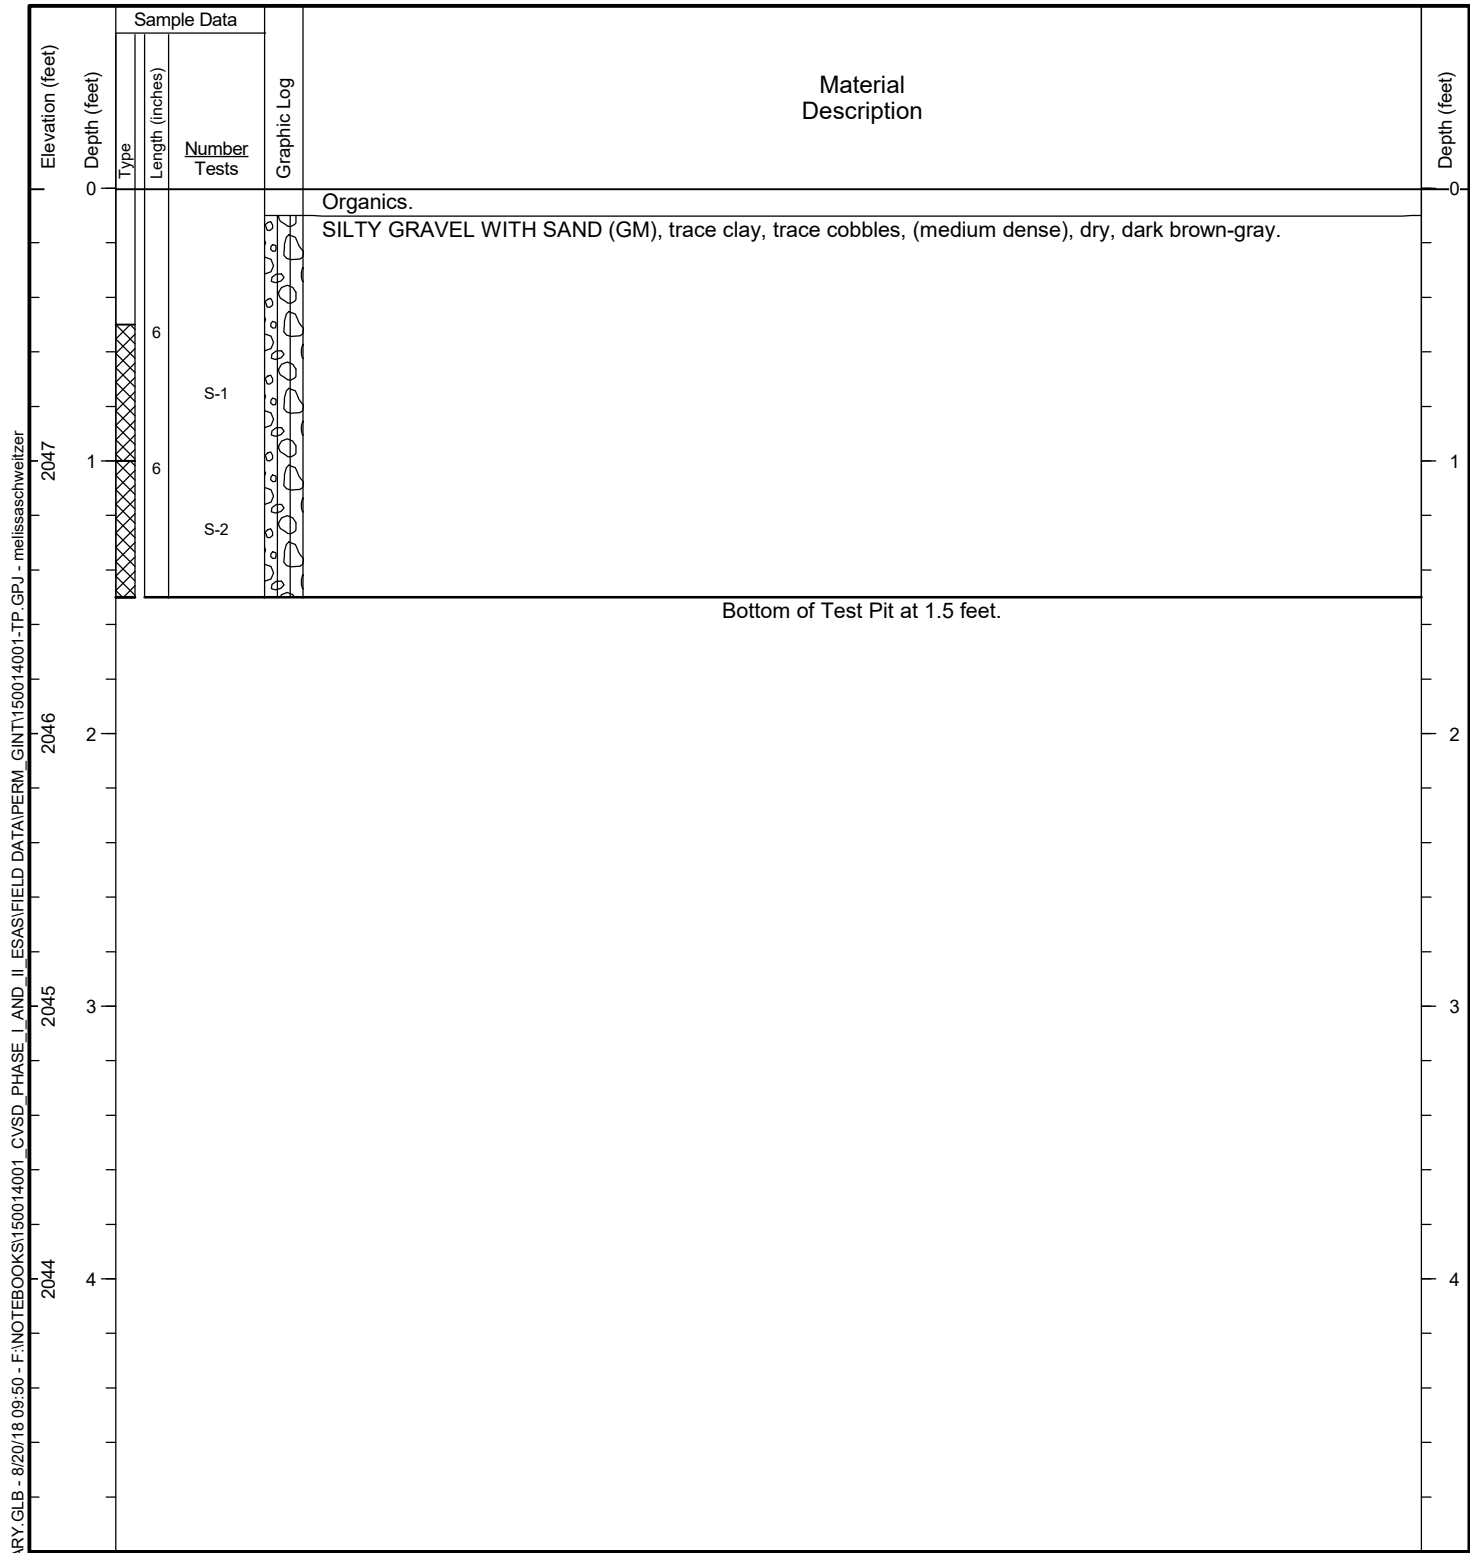 Sample Data
Elevation (feet)
Depth (feet)
Type
Length (inches)
Number
Tests
Graphic Log
Material
Description
Depth (feet)
0
0
Organics.
SILTY GRAVEL WITH SAND (GM), trace clay, trace cobbles, (medium dense), dry, dark brown-gray.
6
S-1
2047
1
6
1
S-2
Bottom of Test Pit at 1.5 feet.
2046
2
2
2045
3
3
2044
4
4
ARY.GLB - 8/20/18 09:50 - F:\NOTEBOOKS\150014001_CVSD_PHASE_I_AND_II_ESAS\FIELD DATA\PERM_GINT\150014001-TP.GPJ - melissaschweitzer